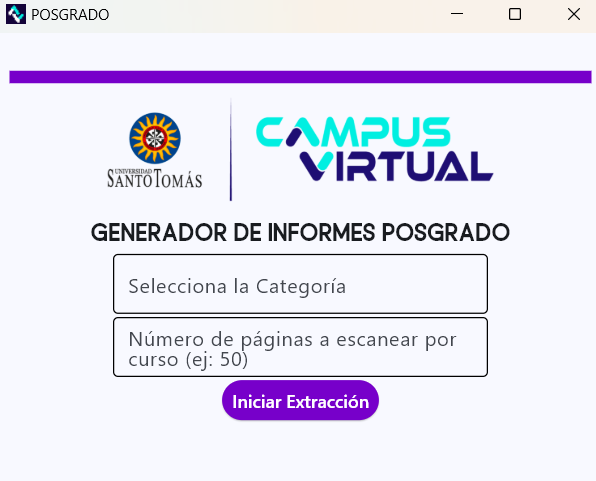 POSGRADO
UNIVERSIDAD
SANTO TOMÁS
CAMPUS
VIRTUAL
GENERADOR DE INFORMES POSGRADO
Selecciona la Categoría
Número de páginas a escanear por
curso (ej: 50)
Iniciar Extracción